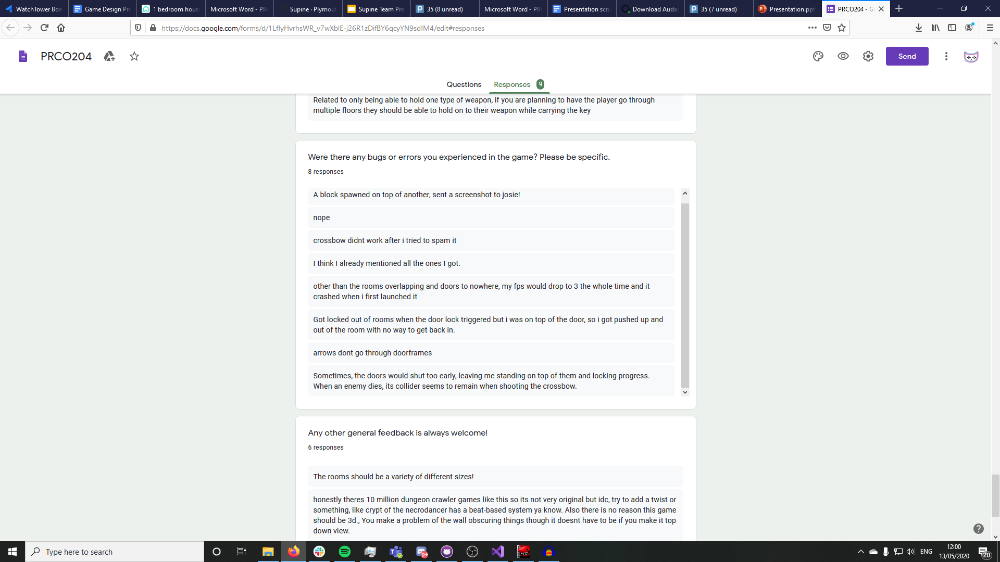 WatchTower Boa
Game Design Pr
1 bedroom hous
Microsoft Word - PR
Supine · Plymout
Supine Team Pre
35 (8 unread)
Microsoft Word - PR
Presentation scri
Download Audac
35 (7 unread)
Presentation.ppt
PRCO204 - G
https://docs.google.com/forms/d/1LfIyHvrhsWR_v7wXblE-j26R1zDifBY6qcyYN9sdIM4/edit#responses
PRCO204
Send
Questions
Responses 9
Related to only being able to hold one type of weapon, if you are planning to have the player go through
multiple floors they should be able to hold on to their weapon while carrying the key
Were there any bugs or errors you experienced in the game? Please be specific.
8 responses
A block spawned on top of another, sent a screenshot to josie!
nope
crossbow didnt work after i tried to spam it
I think I already mentioned all the ones I got.
other than the rooms overlapping and doors to nowhere, my fps would drop to 3 the whole time and it
crashed when i first launched it
Got locked out of rooms when the door lock triggered but i was on top of the door, so i got pushed up and
out of the room with no way to get back in.
arrows dont go through doorframes
Sometimes, the doors would shut too early, leaving me standing on top of them and locking progress.
When an enemy dies, its collider seems to remain when shooting the crossbow.
Any other general feedback is always welcome!
6 responses
The rooms should be a variety of different sizes!
honestly theres 10 million dungeon crawler games like this so its not very original but idc, try to add a twist or
something, like crypt of the necrodancer has a beat-based system ya know. Also there is no reason this game
should be 3d., You make a problem of the wall obscuring things though it doesnt have to be if you make it top
down view.
Type here to search
9+
ENG
12:00
13/05/2020
20